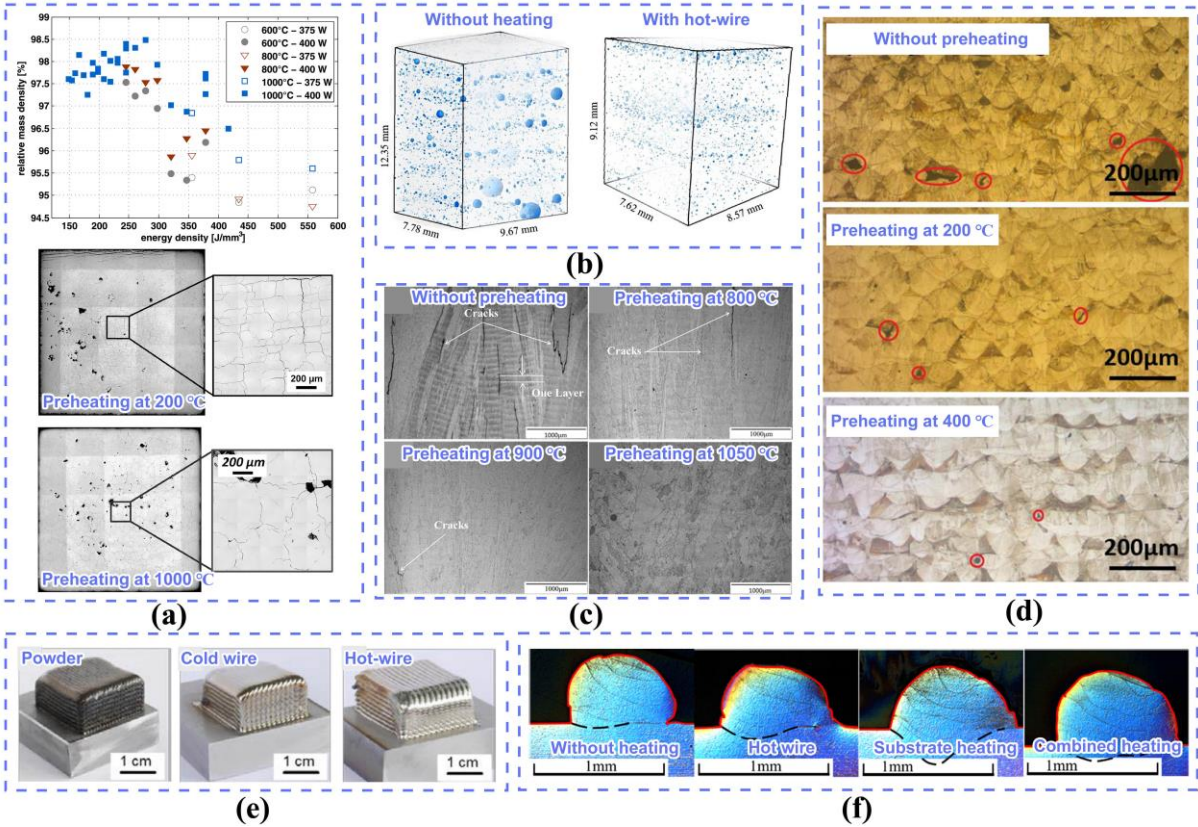 99
98.5
98
97.5
97
96.5
96
95.5
95
94.5
relative mass density [%]
100 150 200 250 300 350 400 450 500 550 600
energy density [J/mm³]
600°C – 375 W
600°C – 400 W
800°C – 375 W
800°C – 400 W
1000°C – 375 W
1000°C – 400 W
200 µm
Preheating at 200 °C
200 µm
Preheating at 1000 °C
(a)
Without heating
With hot-wire
12.35 mm
7.78 mm
9.67 mm
9.12 mm
7.62 mm
8.57 mm
(b)
Without preheating
Cracks
One Layer
1000µm
Preheating at 800 °C
Cracks
1000µm
Preheating at 900 °C
Cracks
1000µm
Preheating at 1050 °C
1000µm
(c)
Without preheating
200µm
Preheating at 200 °C
200µm
Preheating at 400 °C
200µm
(d)
Powder
1 cm
Cold wire
1 cm
Hot-wire
1 cm
(e)
Without heating
1mm
Hot wire
1mm
Substrate heating
1mm
Combined heating
1mm
(f)